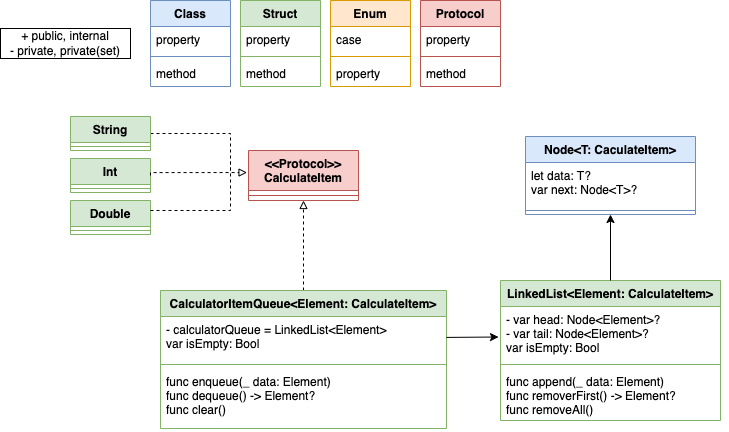 + public, internal
- private, private(set)
Class
property
method
Struct
property
method
Enum
case
property
Protocol
property
method
String
Int
Double
<<Protocol>>
CalculateItem
Node<T: CaculateItem>
let data: T?
var next: Node<T>?
CalculatorItemQueue<Element: CalculateItem>
- calculatorQueue = LinkedList<Element>
var isEmpty: Bool
func enqueue(_ data: Element)
func dequeue() -> Element?
func clear()
LinkedList<Element: CalculateItem>
- var head: Node<Element>?
- var tail: Node<Element>?
var isEmpty: Bool
func append(_ data: Element)
func removerFirst() -> Element?
func removeAll()